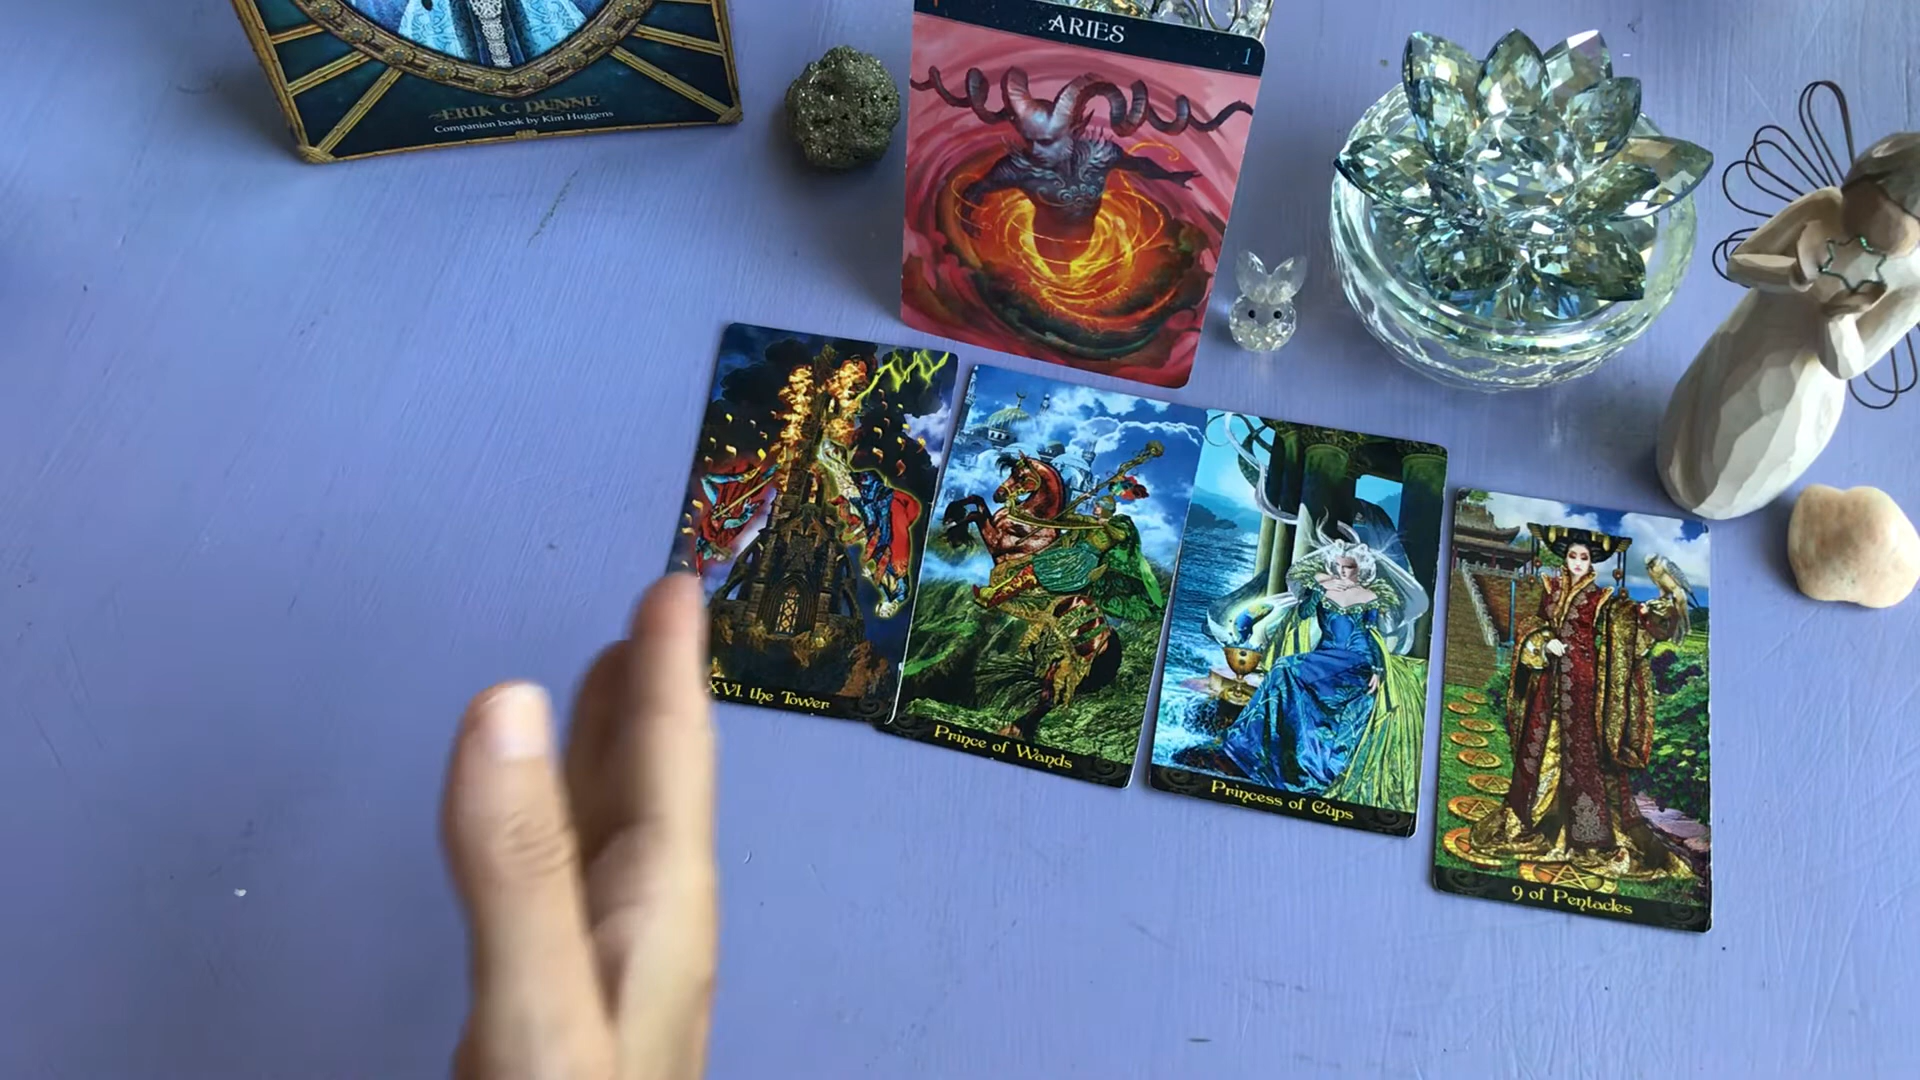 ERIK C. DUNNE
Companion book by Kim Huggens
ARIES
1
XVI. the Tower
Prince of Wands
Princess of Cups
9 of Pentacles